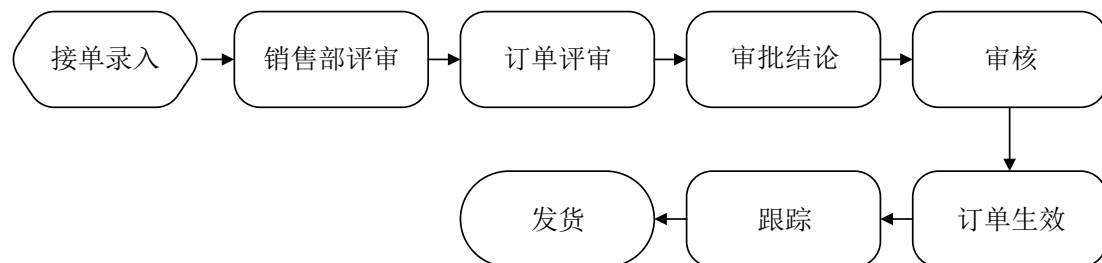 接单录入
销售部评审
订单评审
审批结论
审核
订单生效
跟踪
发货